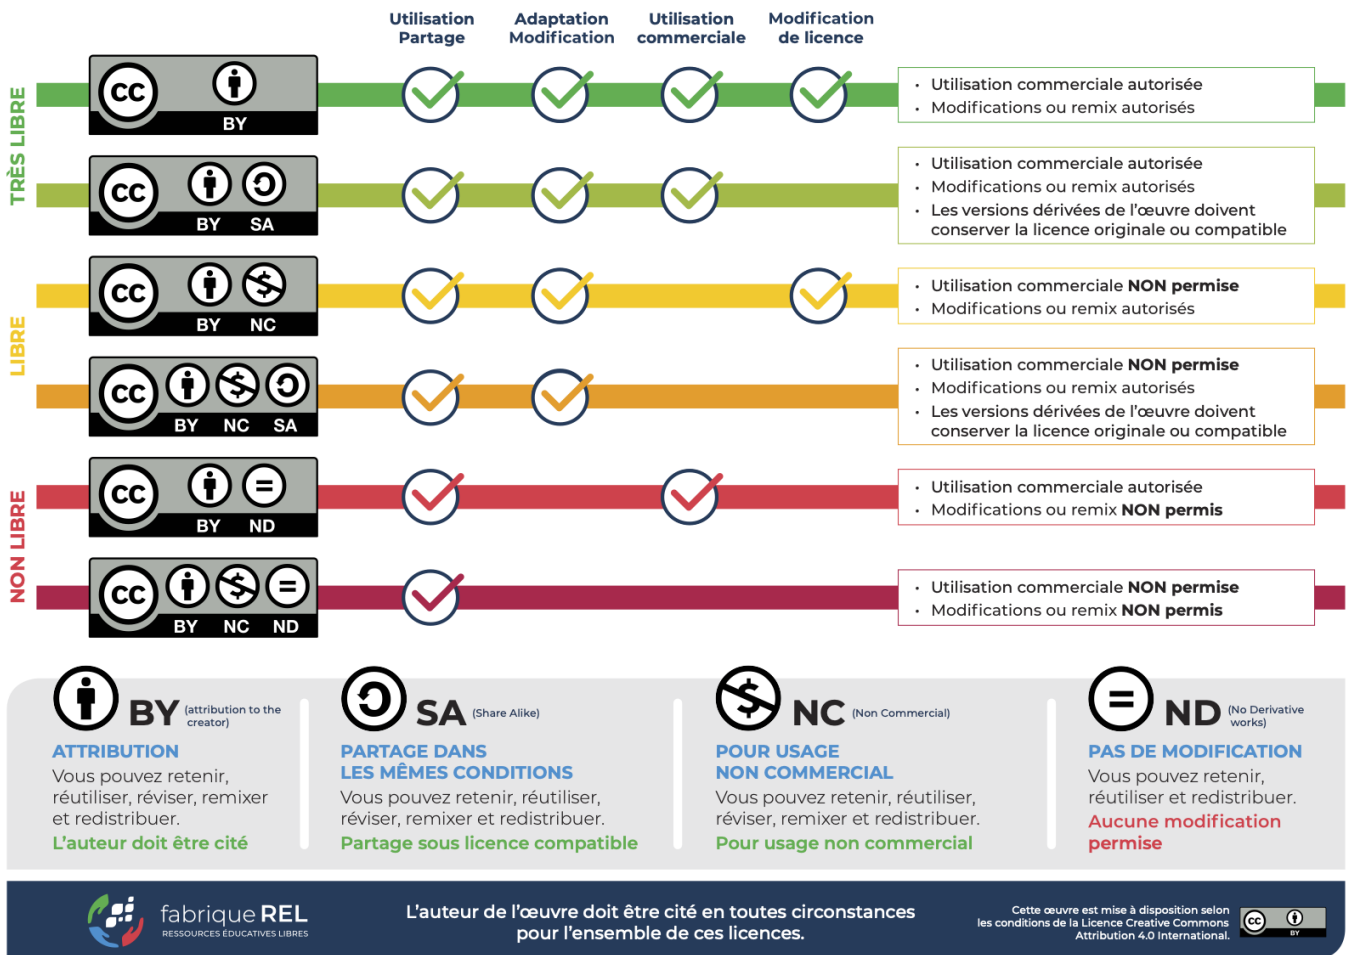 Utilisation
Partage
Adaptation
Modification
Utilisation
commerciale
Modification
de licence
TRÈS LIBRE
cc
BY
• Utilisation commerciale autorisée
• Modifications ou remix autorisés
cc
BY SA
• Utilisation commerciale autorisée
• Modifications ou remix autorisés
• Les versions dérivées de l'œuvre doivent
conserver la licence originale ou compatible
LIBRE
cc
BY NC
• Utilisation commerciale NON permise
• Modifications ou remix autorisés
cc
BY NC SA
• Utilisation commerciale NON permise
• Modifications ou remix autorisés
• Les versions dérivées de l'œuvre doivent
conserver la licence originale ou compatible
NON LIBRE
cc
BY ND
• Utilisation commerciale autorisée
• Modifications ou remix NON permis
cc
BY NC ND
• Utilisation commerciale NON permise
• Modifications ou remix NON permis
BY (attribution to the
creator)
ATTRIBUTION
Vous pouvez retenir,
réutiliser, réviser, remixer
et redistribuer.
L'auteur doit être cité
SA (Share Alike)
PARTAGE DANS
LES MÊMES CONDITIONS
Vous pouvez retenir, réutiliser,
réviser, remixer et redistribuer.
Partage sous licence compatible
NC (Non Commercial)
POUR USAGE
NON COMMERCIAL
Vous pouvez retenir, réutiliser,
réviser, remixer et redistribuer.
Pour usage non commercial
ND (No Derivative
works)
PAS DE MODIFICATION
Vous pouvez retenir,
réutiliser et redistribuer.
Aucune modification
permise
fabrique REL
RESSOURCES ÉDUCATIVES LIBRES
L'auteur de l'œuvre doit être cité en toutes circonstances
pour l'ensemble de ces licences.
Cette œuvre est mise à disposition selon
les conditions de la Licence Creative Commons
Attribution 4.0 International.
cc
BY